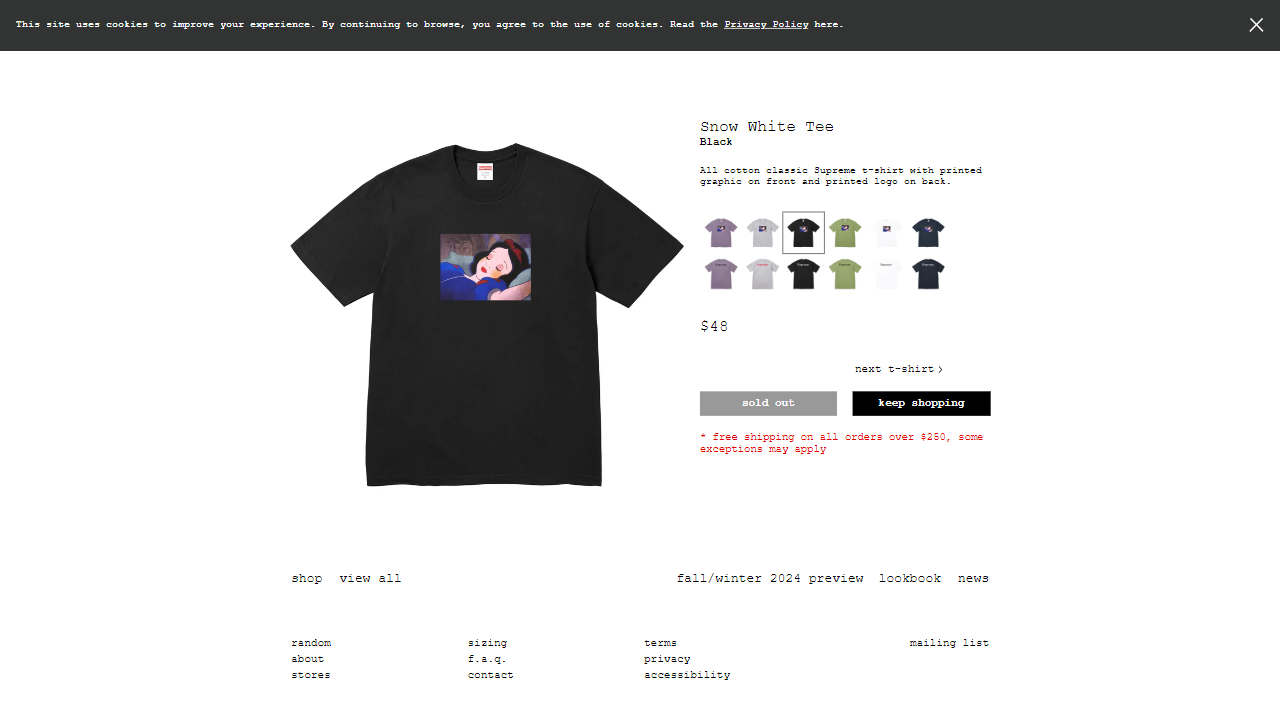 This site uses cookies to improve your experience. By continuing to browse, you agree to the use of cookies. Read the Privacy Policy here.
Snow White Tee
Black
All cotton classic Supreme t-shirt with printed
graphic on front and printed logo on back.
$48
next t-shirt >
sold out
keep shopping
* free shipping on all orders over $250, some
exceptions may apply
shop view all
fall/winter 2024 preview lookbook news
random
about
stores
sizing
f.a.q.
contact
terms
privacy
accessibility
mailing list